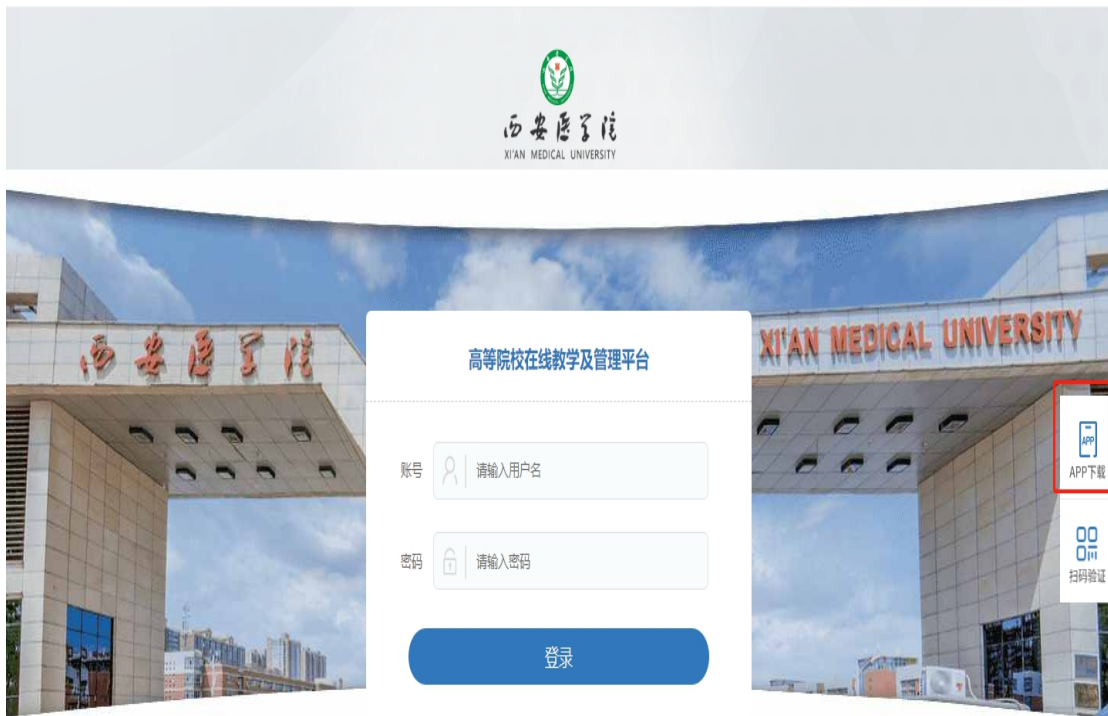 西安医学院
XI'AN MEDICAL UNIVERSITY
西安医学院
XI'AN MEDICAL UNIVERSITY
高等院校在线教学及管理平台
账号 请输入用户名
密码 请输入密码
登录
APP
APP下载
扫码验证